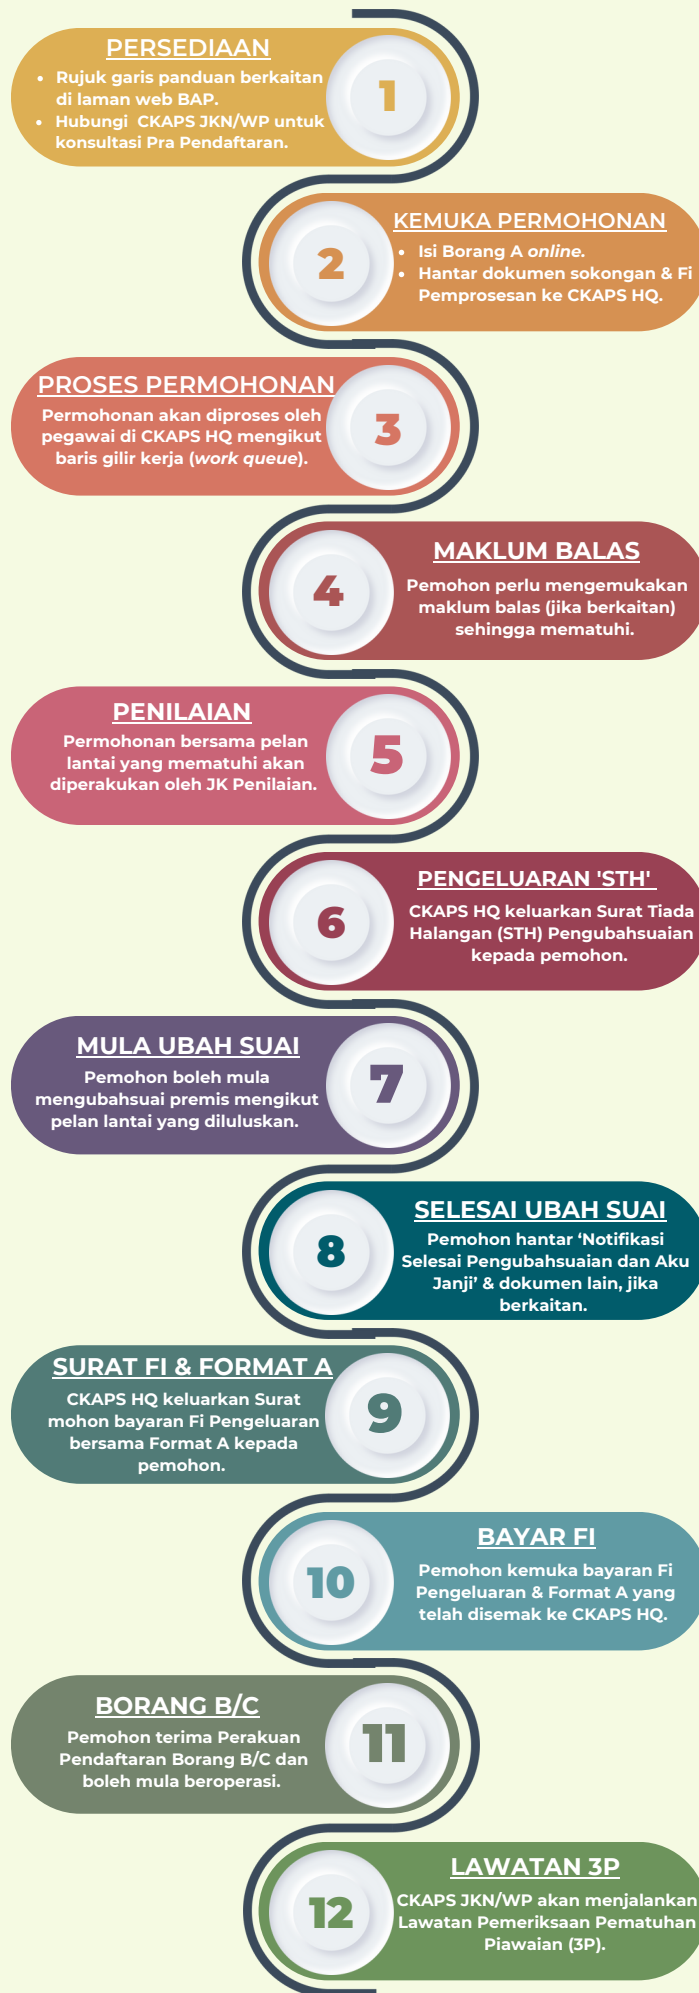 PERSEDIAAN
• Rujuk garis panduan berkaitan
di laman web BAP.
• Hubungi CKAPS JKN/WP untuk
konsultasi Pra Pendaftaran.
1
KEMUKA PERMOHONAN
• Isi Borang A online.
• Hantar dokumen sokongan & Fi
Pemprosesan ke CKAPS HQ.
2
PROSES PERMOHONAN
Permohonan akan diproses oleh
pegawai di CKAPS HQ mengikut
baris gilir kerja (work queue).
3
MAKLUM BALAS
Pemohon perlu mengemukakan
maklum balas (jika berkaitan)
sehingga mematuhi.
4
PENILAIAN
Permohonan bersama pelan
lantai yang mematuhi akan
diperakukan oleh JK Penilaian.
5
PENGELUARAN 'STH'
CKAPS HQ keluarkan Surat Tiada
Halangan (STH) Pengubahsuaian
kepada pemohon.
6
MULA UBAH SUAI
Pemohon boleh mula
mengubahsuai premis mengikut
pelan lantai yang diluluskan.
7
SELESAI UBAH SUAI
Pemohon hantar ‘Notifikasi
Selesai Pengubahsuaian dan Aku
Janji’ & dokumen lain, jika
berkaitan.
8
SURAT FI & FORMAT A
CKAPS HQ keluarkan Surat
mohon bayaran Fi Pengeluaran
bersama Format A kepada
pemohon.
9
BAYAR FI
Pemohon kemuka bayaran Fi
Pengeluaran & Format A yang
telah disemak ke CKAPS HQ.
10
BORANG B/C
Pemohon terima Perakuan
Pendaftaran Borang B/C dan
boleh mula beroperasi.
11
LAWATAN 3P
CKAPS JKN/WP akan menjalankan
Lawatan Pemeriksaan Pematuhan
Piawaian (3P).
12